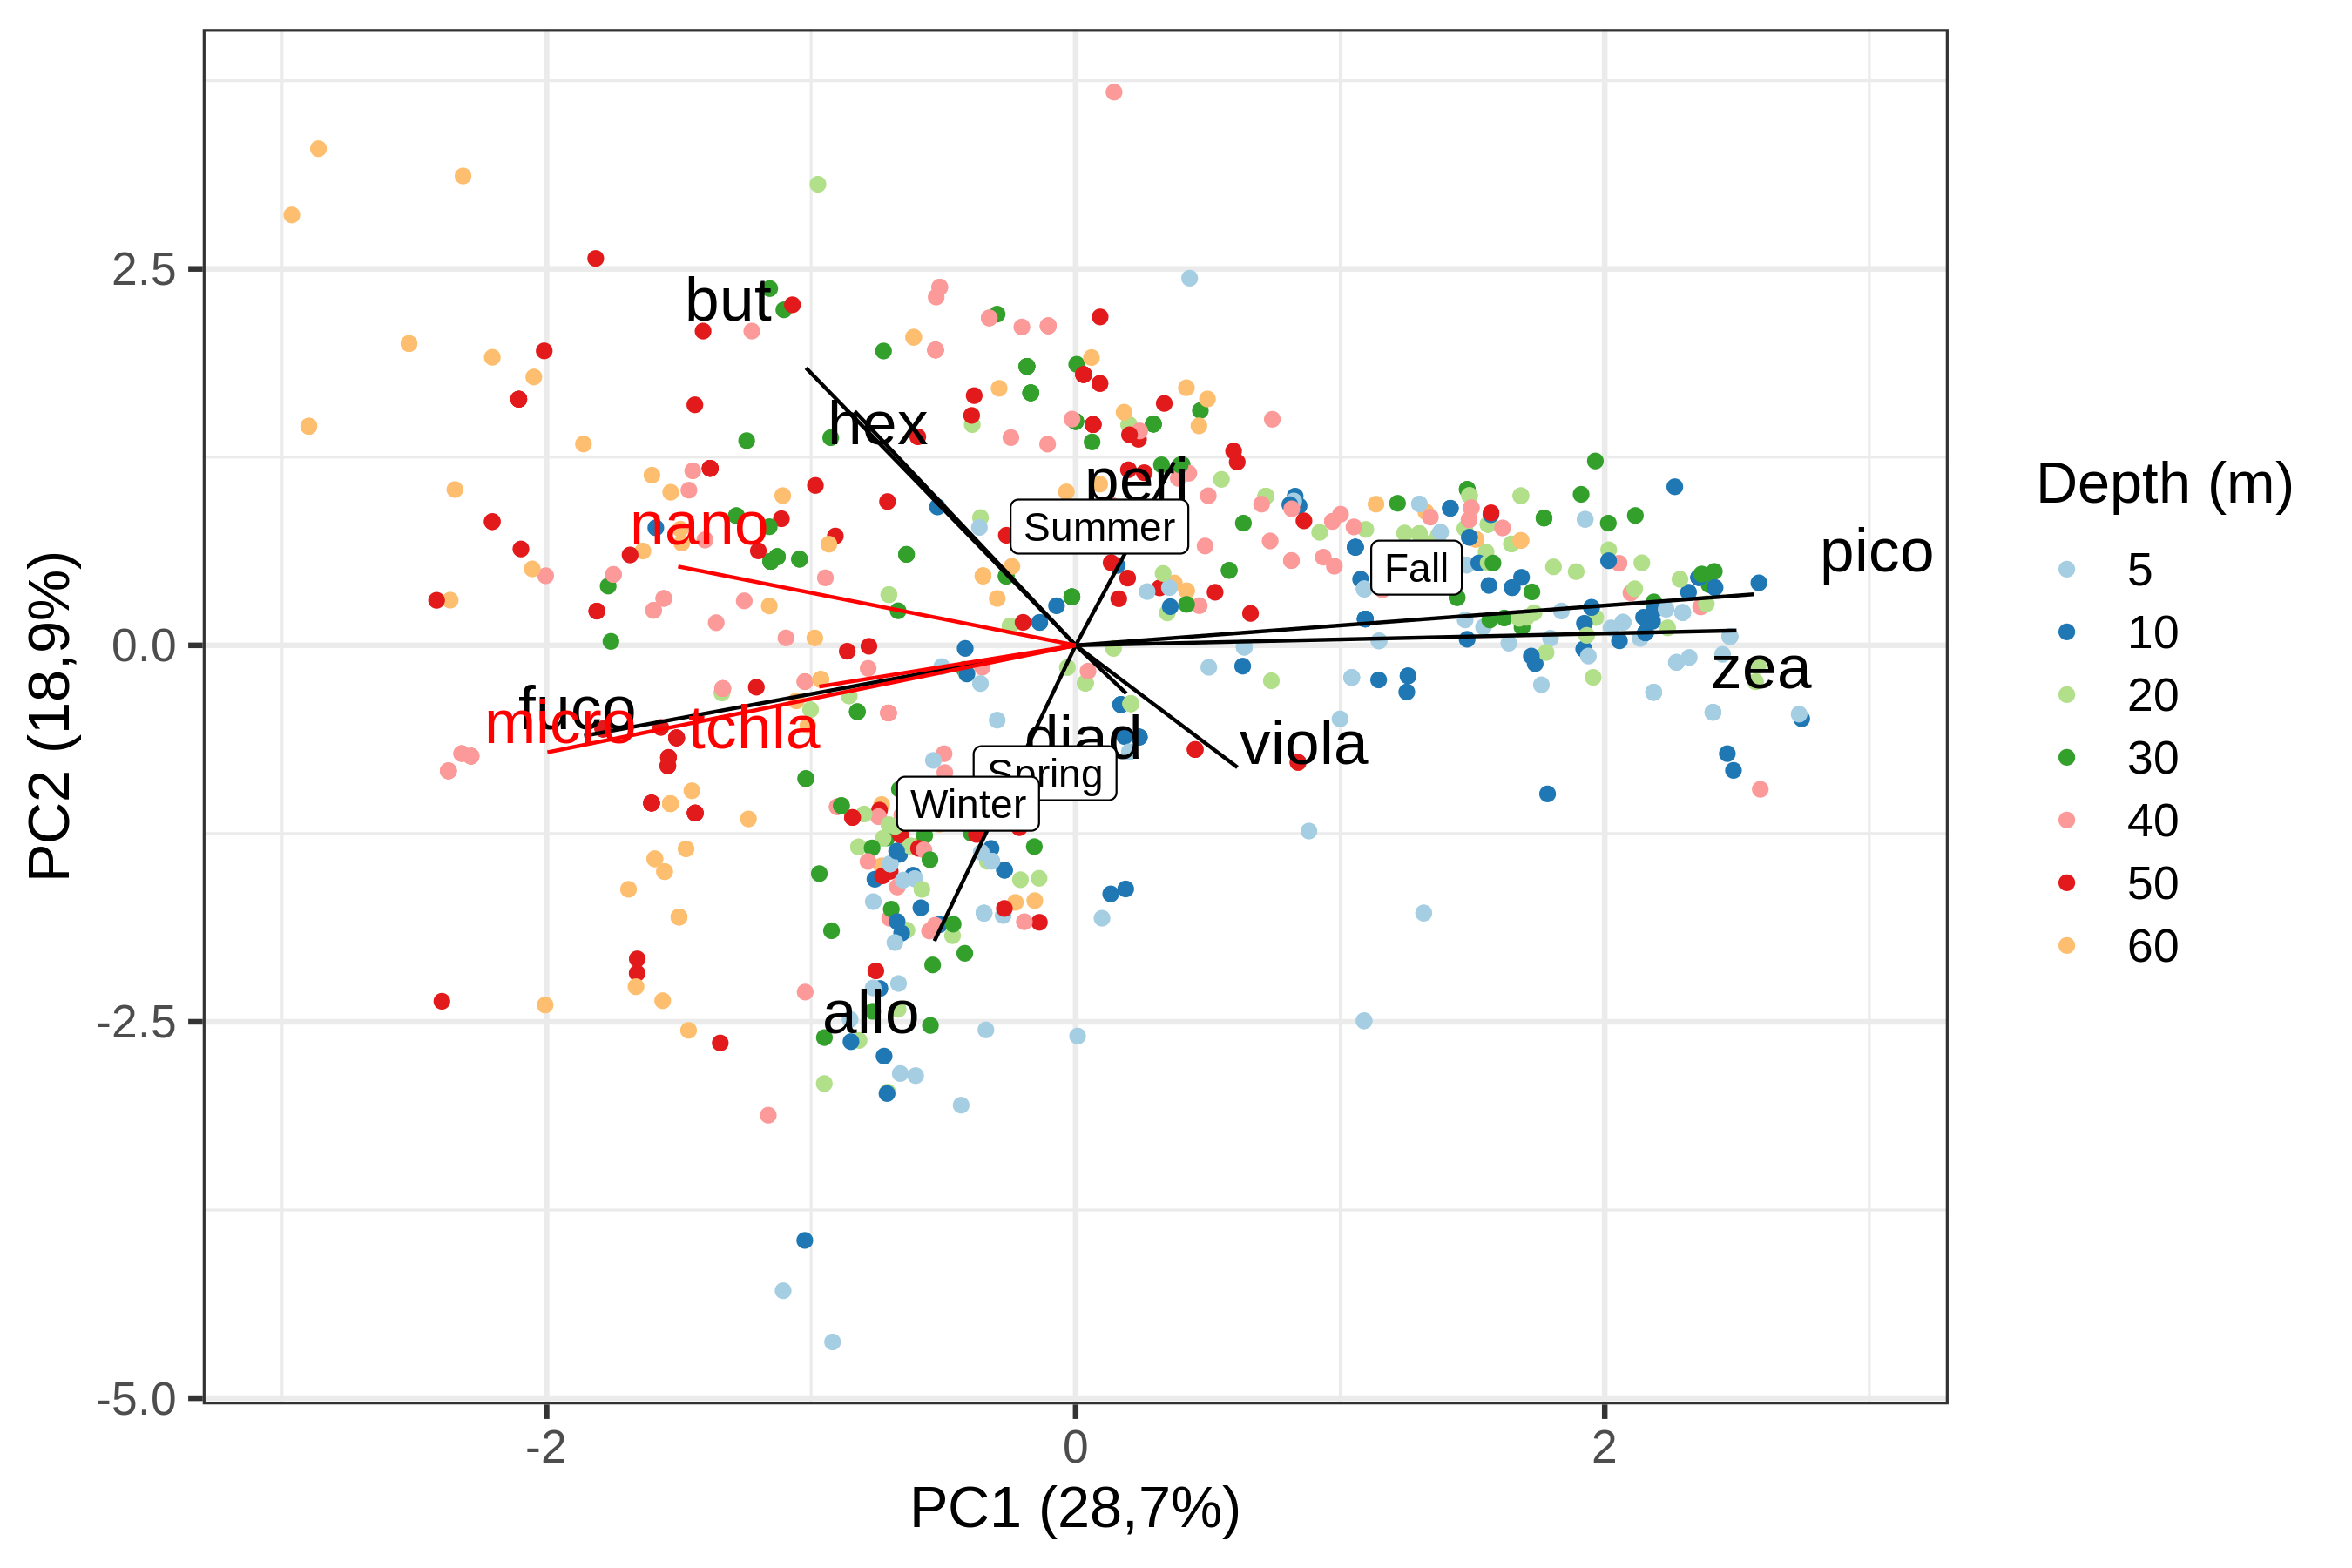 but
hex
peri
Summer
nano
Fall
pico
zea
fuco
micro
tchla
diad
viola
Spring
Winter
allo
2.5
0.0
-2.5
-5.0
-2
0
2
PC1 (28,7%)
PC2 (18,9%)
Depth (m)
5
10
20
30
40
50
60